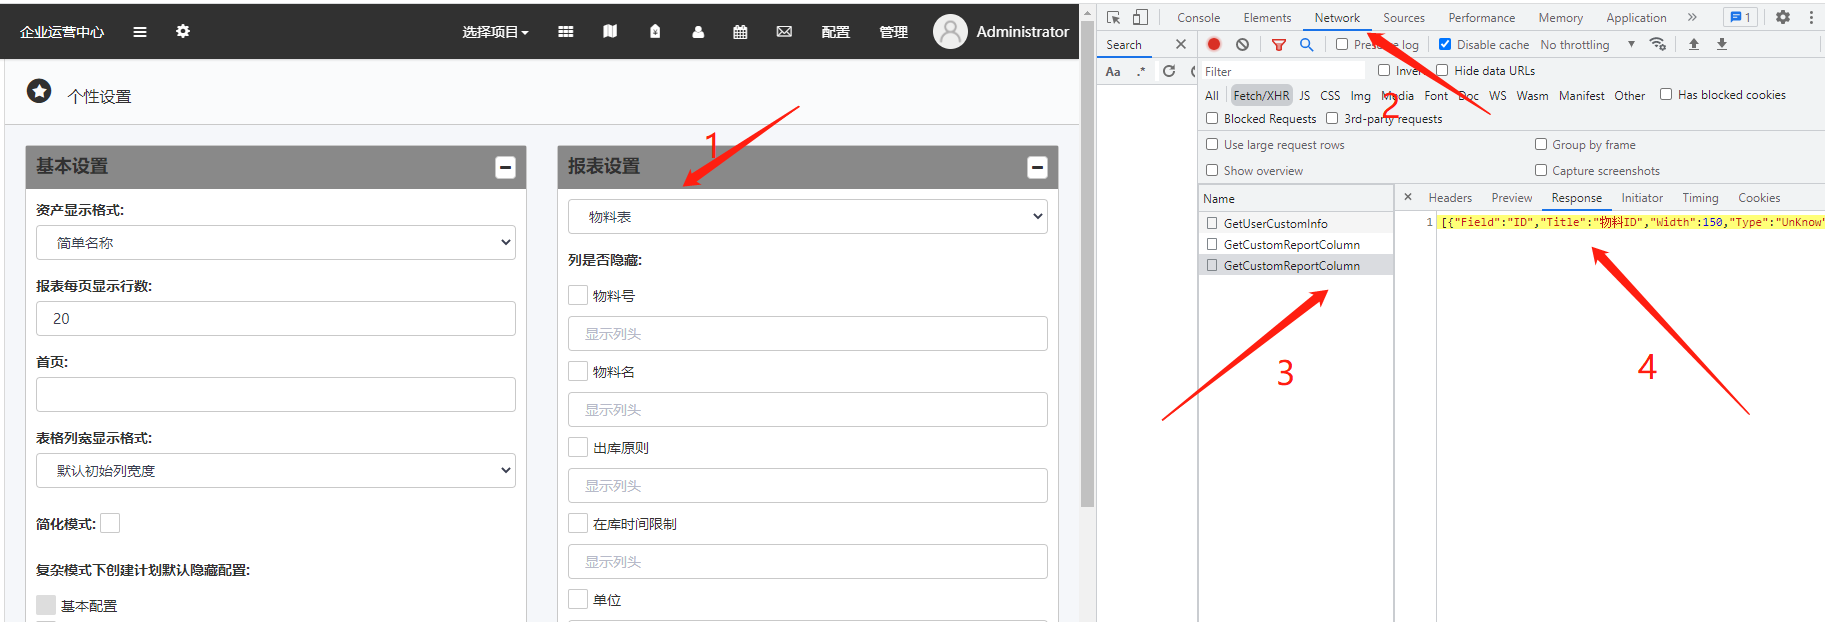 企业运营中心
选择项目
配置
管理
Administrator
个性设置
基本设置
资产显示格式:
简单名称
报表每页显示行数:
20
首页:
表格列宽显示格式:
默认初始列宽度
简化模式:
复杂模式下创建计划默认隐藏配置:
基本配置
报表设置
1
物料表
列是否隐藏:
物料号
显示列头
物料名
显示列头
出库原则
显示列头
在库时间限制
显示列头
单位
Console Elements Network Sources Performance Memory Application » 1
Search
Aa .*
Preserve log Disable cache No throttling
Filter
Invert Hide data URLs
All Fetch/XHR JS CSS Img Media Font Doc WS Wasm Manifest Other Has blocked cookies
2
Blocked Requests 3rd-party requests
Use large request rows Group by frame
Show overview Capture screenshots
Name
GetUserCustomInfo
GetCustomReportColumn
GetCustomReportColumn
3
× Headers Preview Response Initiator Timing Cookies
1 [{"Field":"ID","Title":"物料ID","Width":150,"Type":"UnKnow"
4